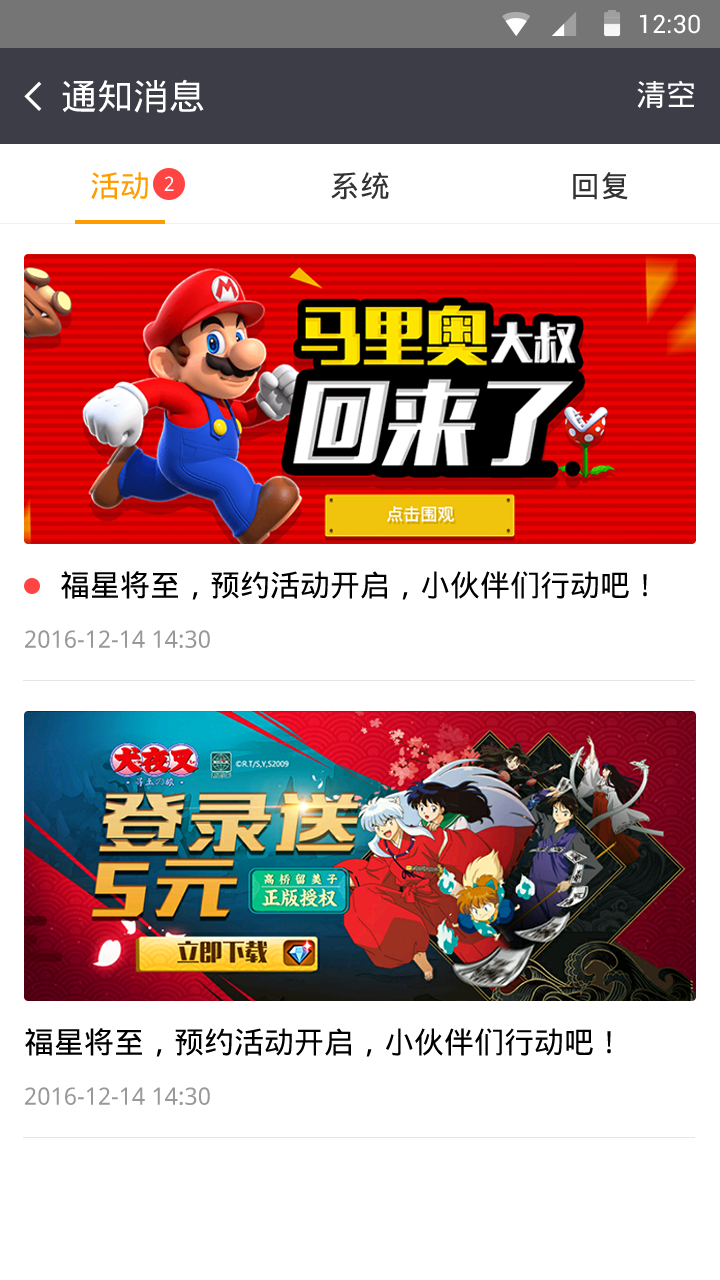 12:30
通知消息 清空
活动 2 系统 回复
马里奥大叔
回来了
点击围观
福星将至，预约活动开启，小伙伴们行动吧！
2016-12-14 14:30
犬夜叉
©R.T/S,Y,S2009
登录送
5元
高桥留美子
正版授权
立即下载
福星将至，预约活动开启，小伙伴们行动吧！
2016-12-14 14:30